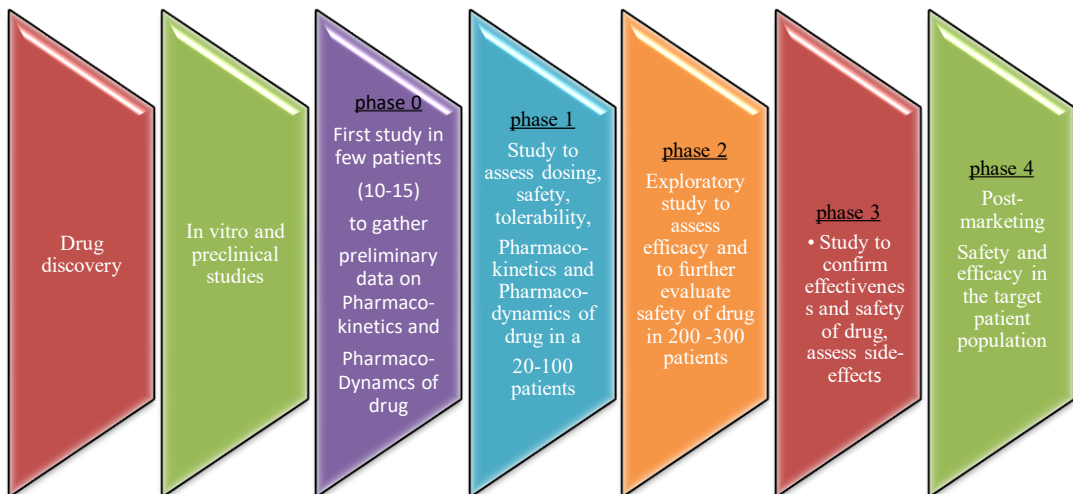 Drug
discovery
In vitro and
preclinical
studies
phase 0
First study in
few patients
(10-15)
to gather
preliminary
data on
Pharmaco-
kinetics and
Pharmaco-
Dynamcs of
drug
phase 1
Study to
assess dosing,
safety,
tolerability,
Pharmaco-
kinetics and
Pharmaco-
dynamics of
drug in a
20-100
patients
phase 2
Exploratory
study to
assess
efficacy and
to further
evaluate
safety of drug
in 200 -300
patients
phase 3
• Study to
confirm
effectivenes
s and safety
of drug,
assess side-
effects
phase 4
Post-
marketing
Safety and
efficacy in
the target
patient
population